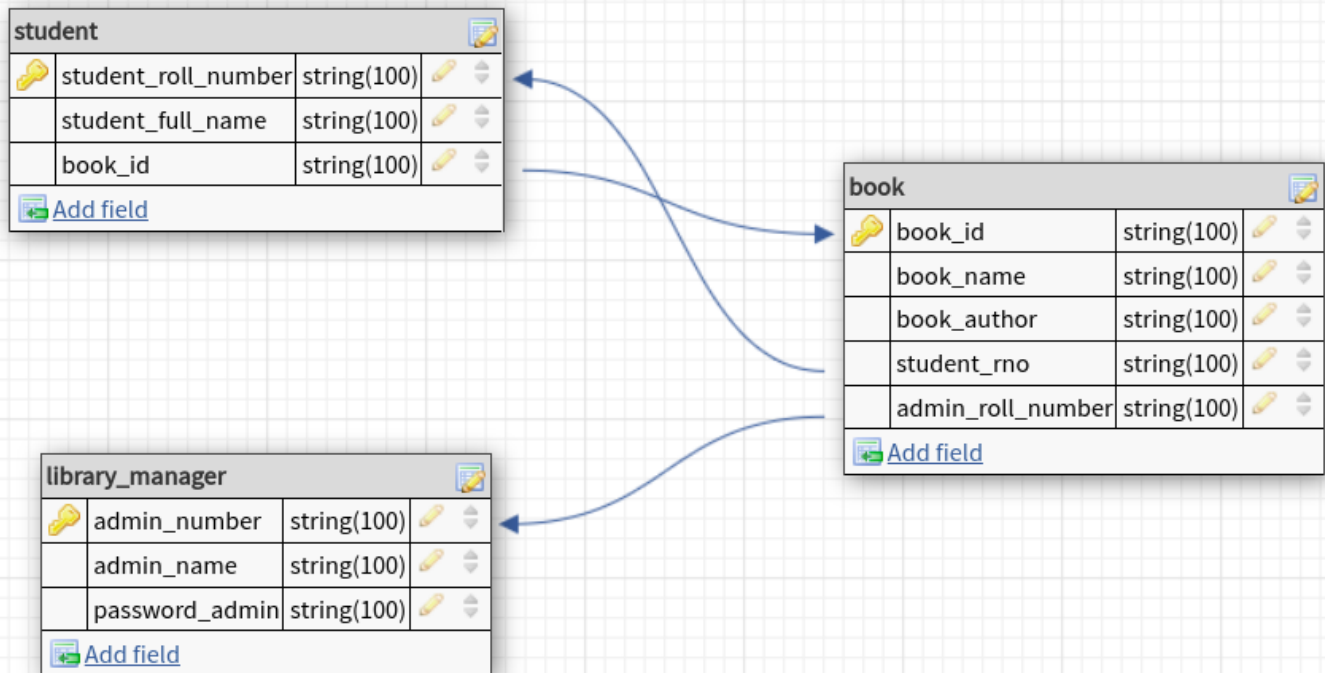 student
student_roll_number string(100)
student_full_name string(100)
book_id string(100)
Add field
book
book_id string(100)
book_name string(100)
book_author string(100)
student_rno string(100)
admin_roll_number string(100)
Add field
library_manager
admin_number string(100)
admin_name string(100)
password_admin string(100)
Add field